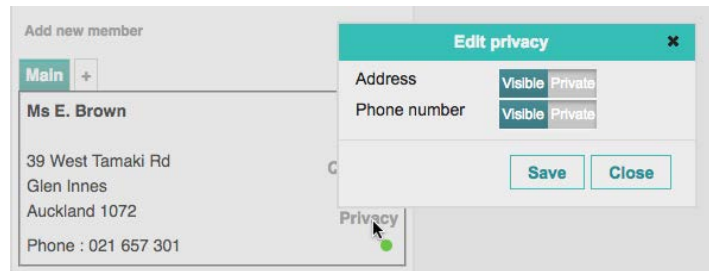 Add new member
Main +
Ms E. Brown
39 West Tamaki Rd
Glen Innes
Auckland 1072
Phone : 021 657 301
Privacy
Edit privacy ✖
Address Visible Private
Phone number Visible Private
Save Close